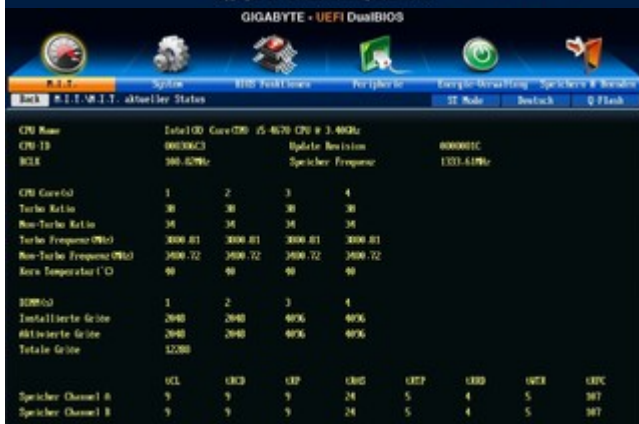 GIGABYTE - UEFI DualBIOS
M.I.T. System BIOS Funktionen Peripherie Energie-Verwaltung Speichern & Beenden
Back M.I.T.\M.I.T. aktueller Status ST Mode Deutsch Q-Flash
CPU Name Intel(R) Core(TM) i5-4670 CPU @ 3.40GHz
CPU-ID 000306C3 Update Revision 0000001C
BCLK 100.02MHz Speicher Frequenz 1333.61MHz
CPU Core(s) 1 2 3 4
Turbo Ratio 38 38 38 38
Non-Turbo Ratio 34 34 34 34
Turbo Frequenz(MHz) 3800.81 3800.81 3800.81 3800.81
Non-Turbo Frequenz(MHz) 3400.72 3400.72 3400.72 3400.72
Kern Temperatur(°C) 40 40 40 40
DIMM(s) 1 2 3 4
Installierte Grösse 2048 2048 4096 4096
Aktivierte Grösse 2048 2048 4096 4096
Totale Grösse 12288
tCL tRCD tRP tRAS tRTP tRRD tWTR tRFC
Speicher Channel A 9 9 9 24 5 4 5 107
Speicher Channel B 9 9 9 24 5 4 5 107